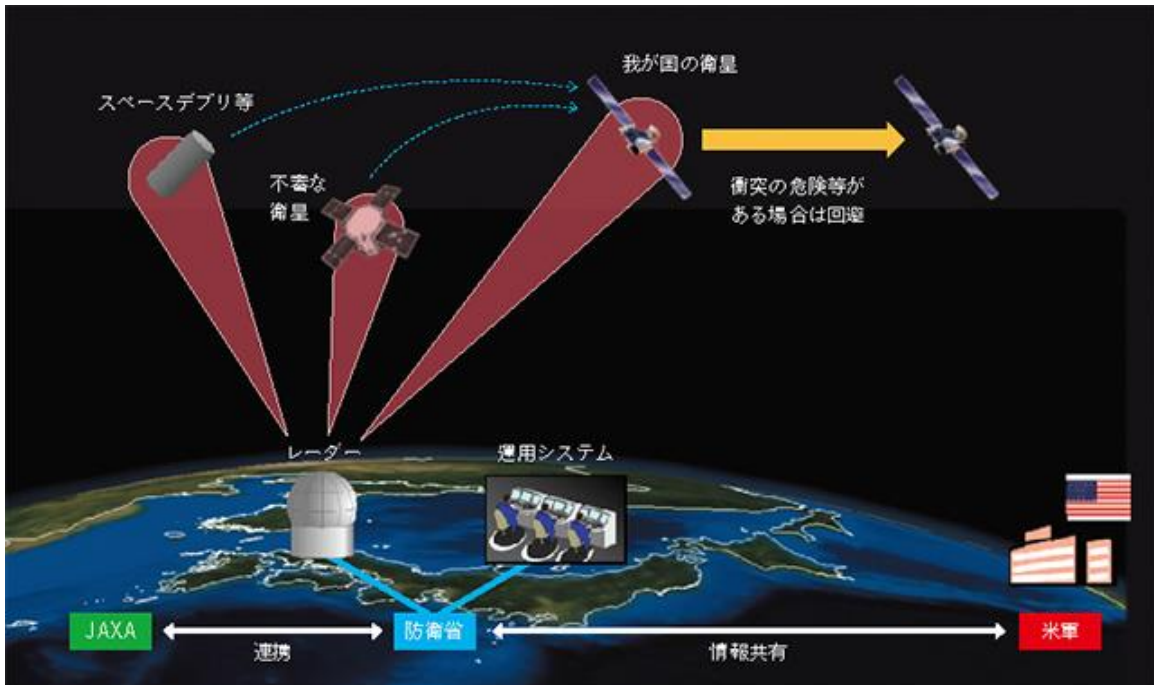 我が国の衛星
スペースデブリ等
不審な
衛星
衝突の危険等が
ある場合は回避
レーダー
運用システム
JAXA
連携
防衛省
情報共有
米軍